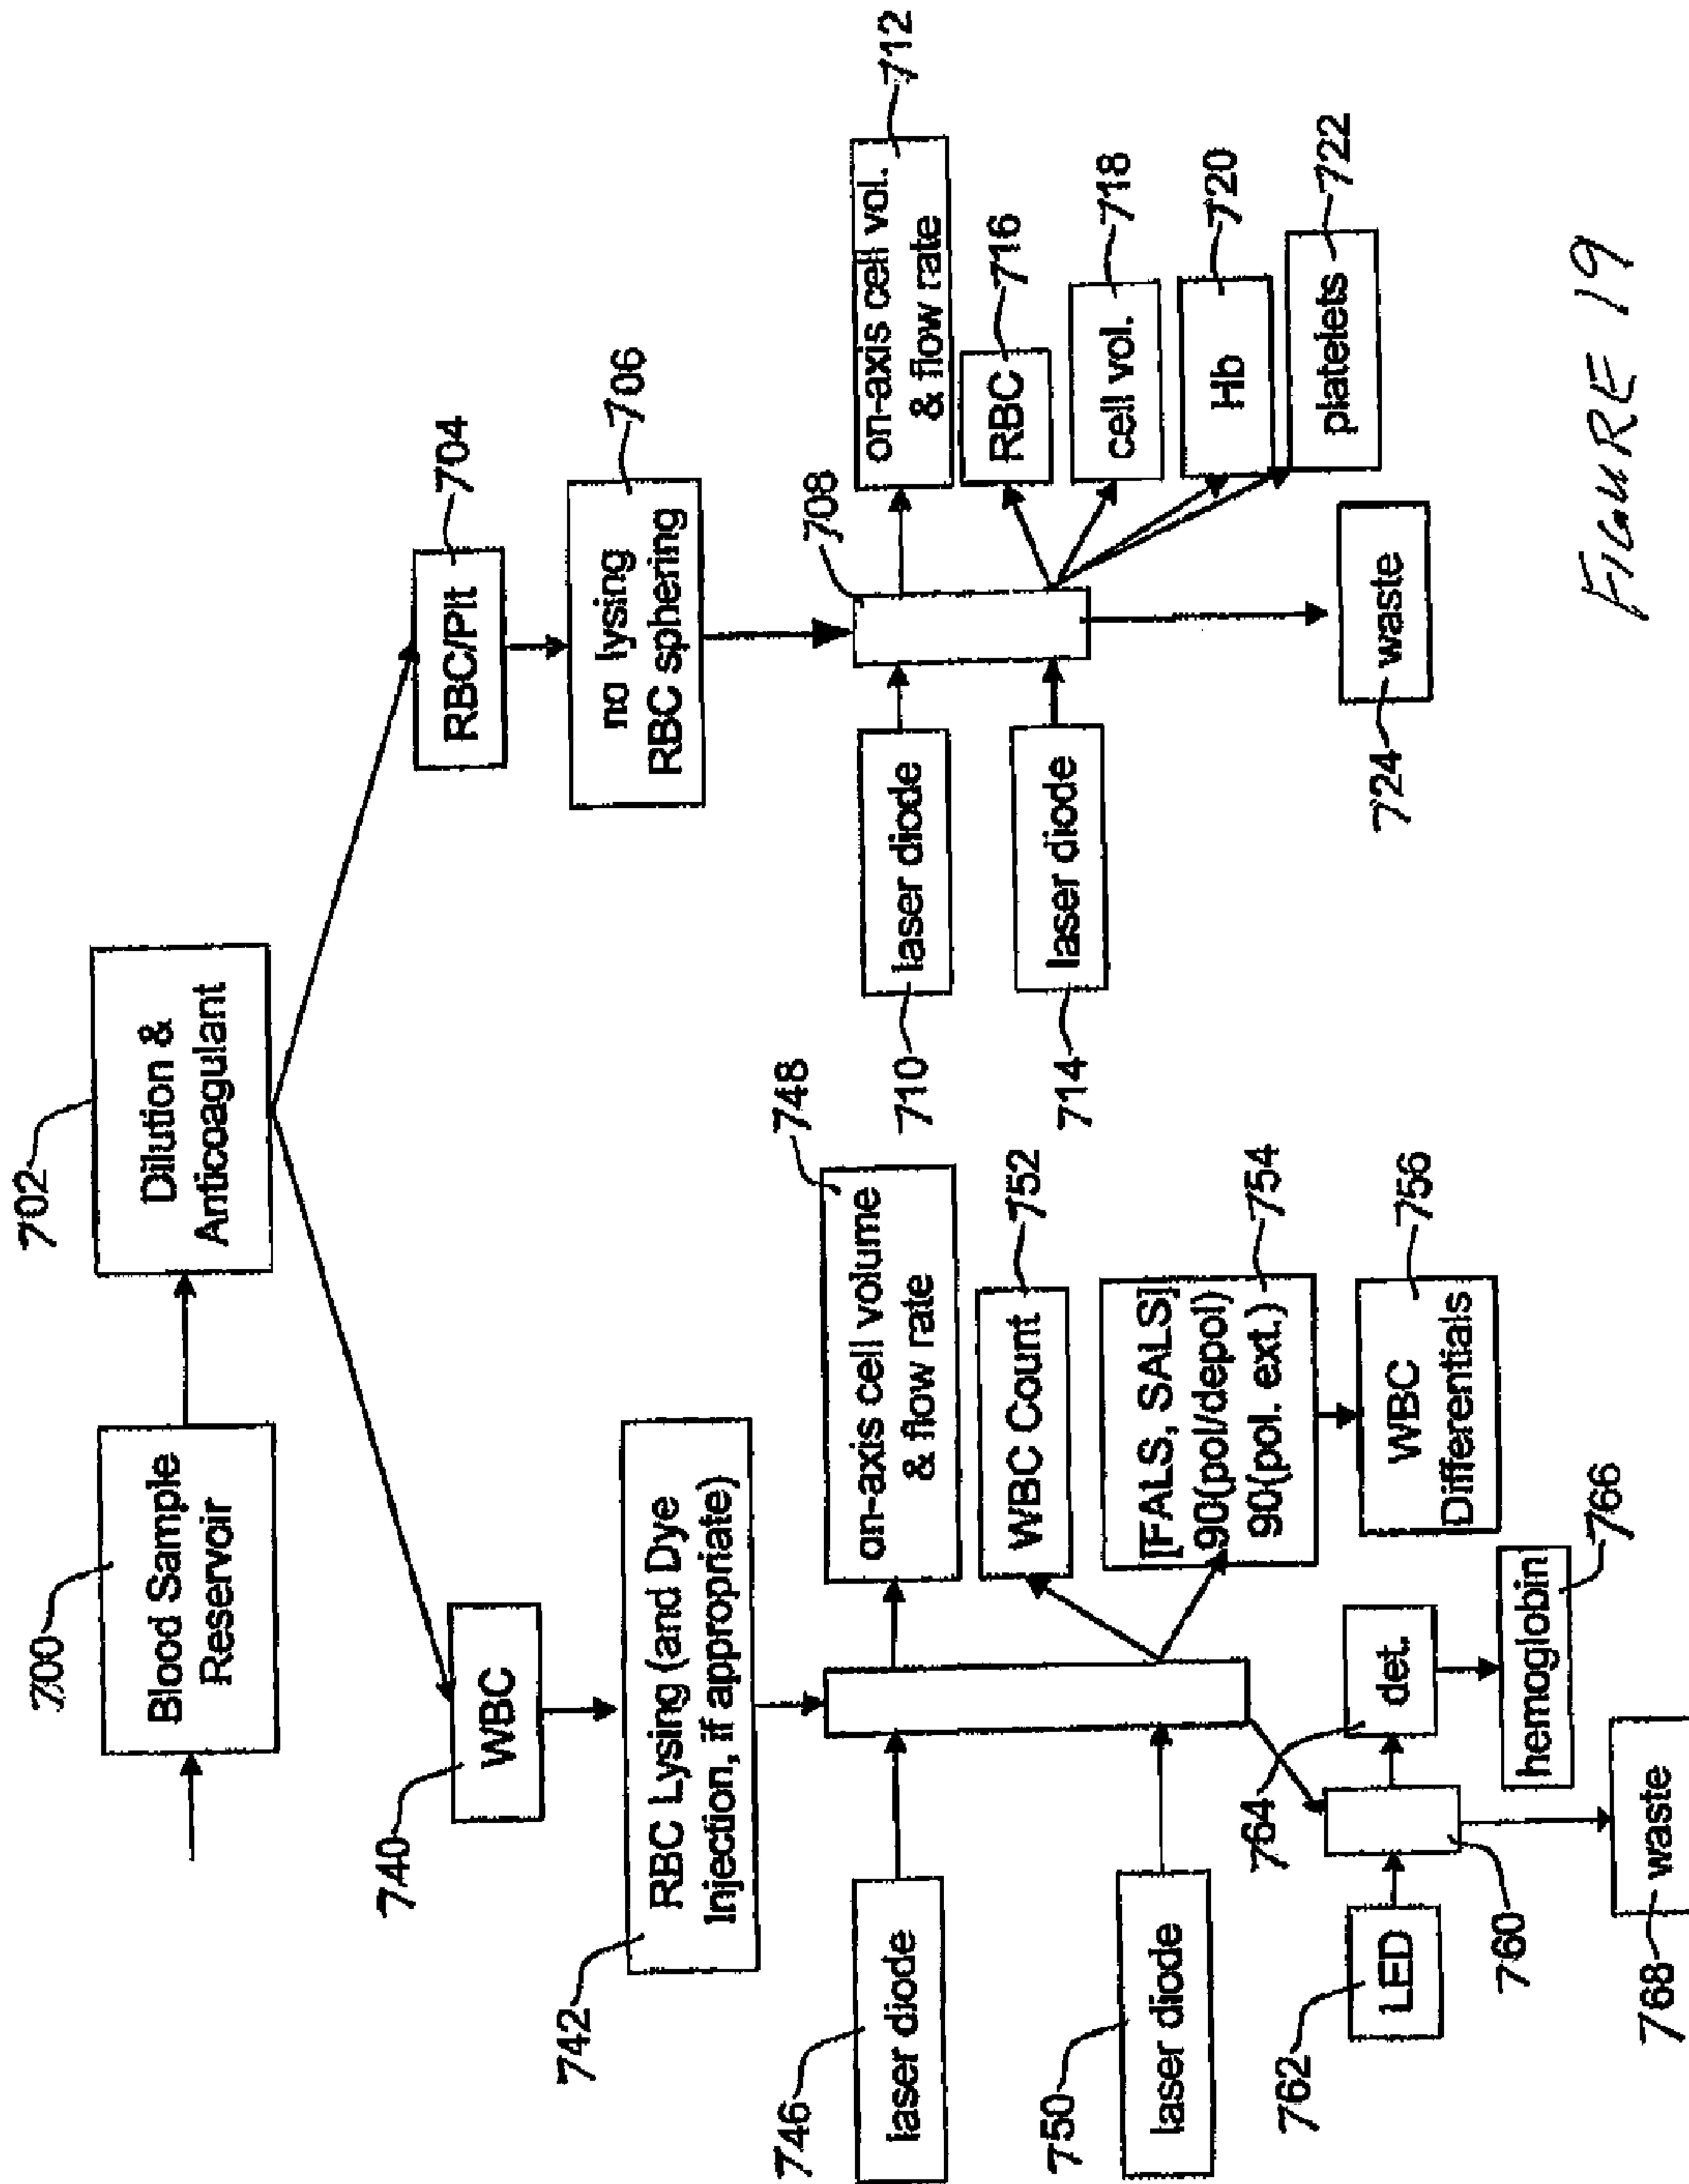 700
Blood Sample
Reservoir
702
Dilution &
Anticoagulant
740
WBC
704
RBC/Plt
742
RBC Lysing (and Dye
Injection, if appropriate)
706
no lysing
RBC sphering
746
laser diode
748
on-axis cell volume
& flow rate
750
laser diode
WBC Count
752
[FALS, SALS]
90(pol/depol)
90(pol. ext.)
754
WBC
Differentials
756
762
LED
760
764
det.
hemoglobin
766
768
waste
708
710
laser diode
on-axis cell vol.
& flow rate
712
714
laser diode
RBC
716
cell vol.
718
Hb
720
platelets
722
724
waste
FIGURE 19